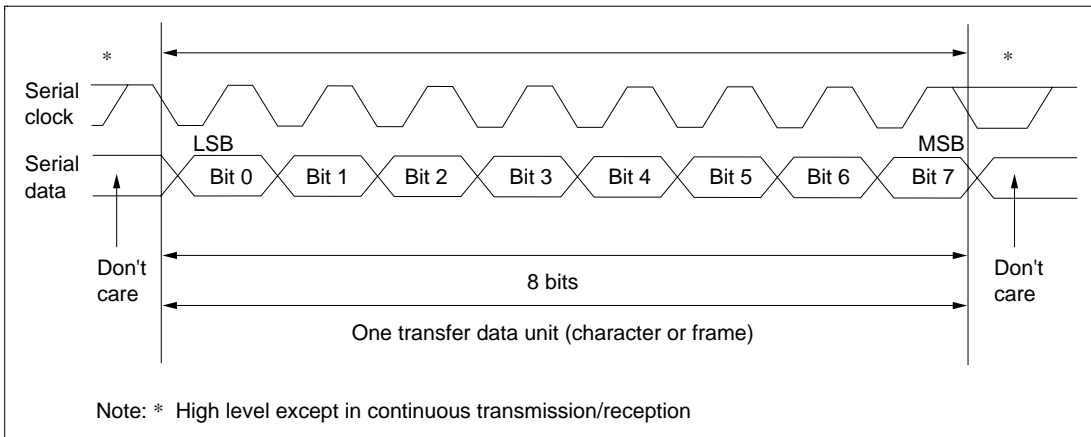 *
*
Serial
clock
LSB
MSB
Serial
data
Bit 0
Bit 1
Bit 2
Bit 3
Bit 4
Bit 5
Bit 6
Bit 7
Don't
care
Don't
care
8 bits
One transfer data unit (character or frame)
Note: * High level except in continuous transmission/reception